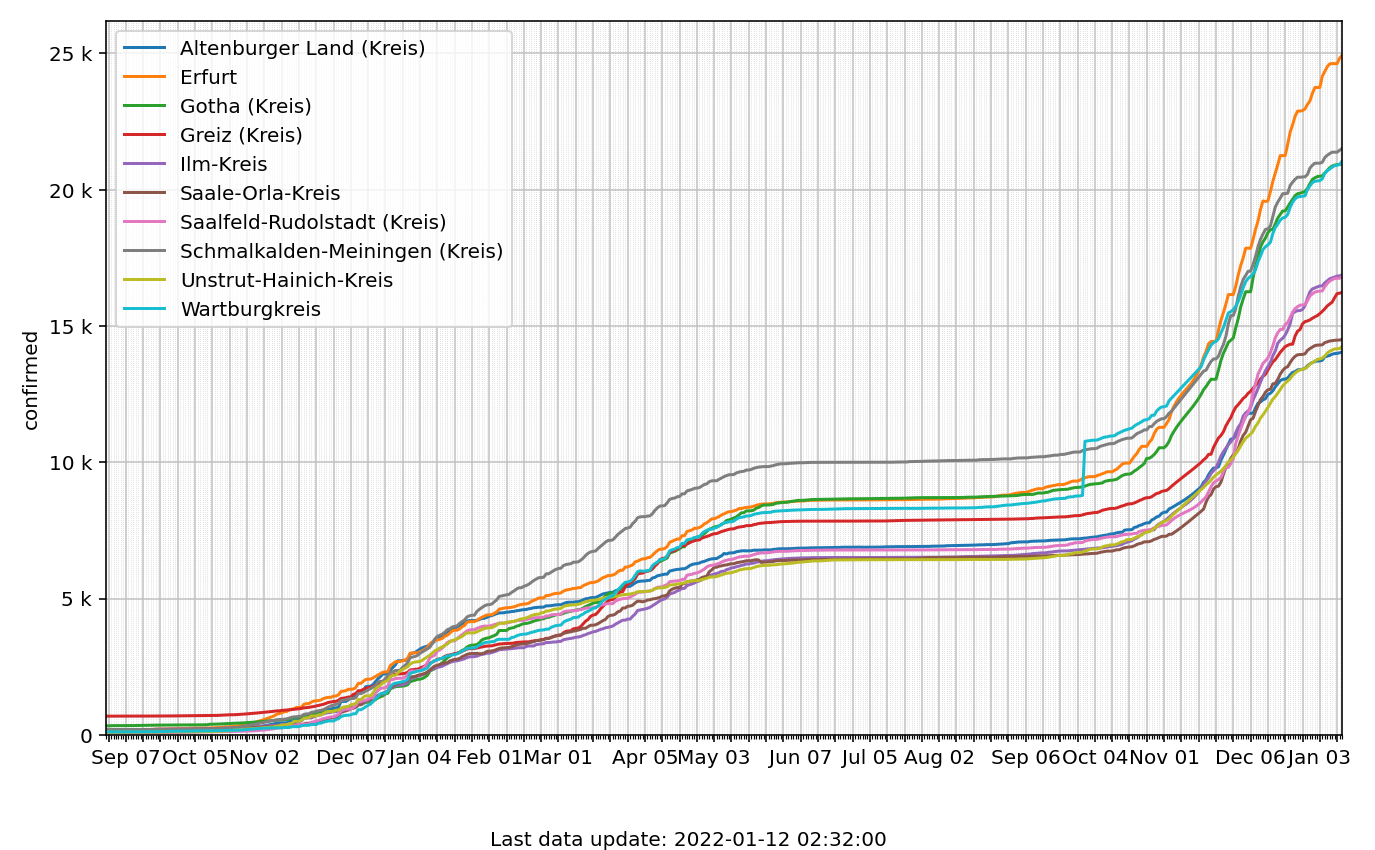 25 k
20 k
15 k
10 k
5 k
0
confirmed
Altenburger Land (Kreis)
Erfurt
Gotha (Kreis)
Greiz (Kreis)
Ilm-Kreis
Saale-Orla-Kreis
Saalfeld-Rudolstadt (Kreis)
Schmalkalden-Meiningen (Kreis)
Unstrut-Hainich-Kreis
Wartburgkreis
Sep 07 Oct 05 Nov 02 Dec 07 Jan 04 Feb 01 Mar 01 Apr 05 May 03 Jun 07 Jul 05 Aug 02 Sep 06 Oct 04 Nov 01 Dec 06 Jan 03
Last data update: 2022-01-12 02:32:00